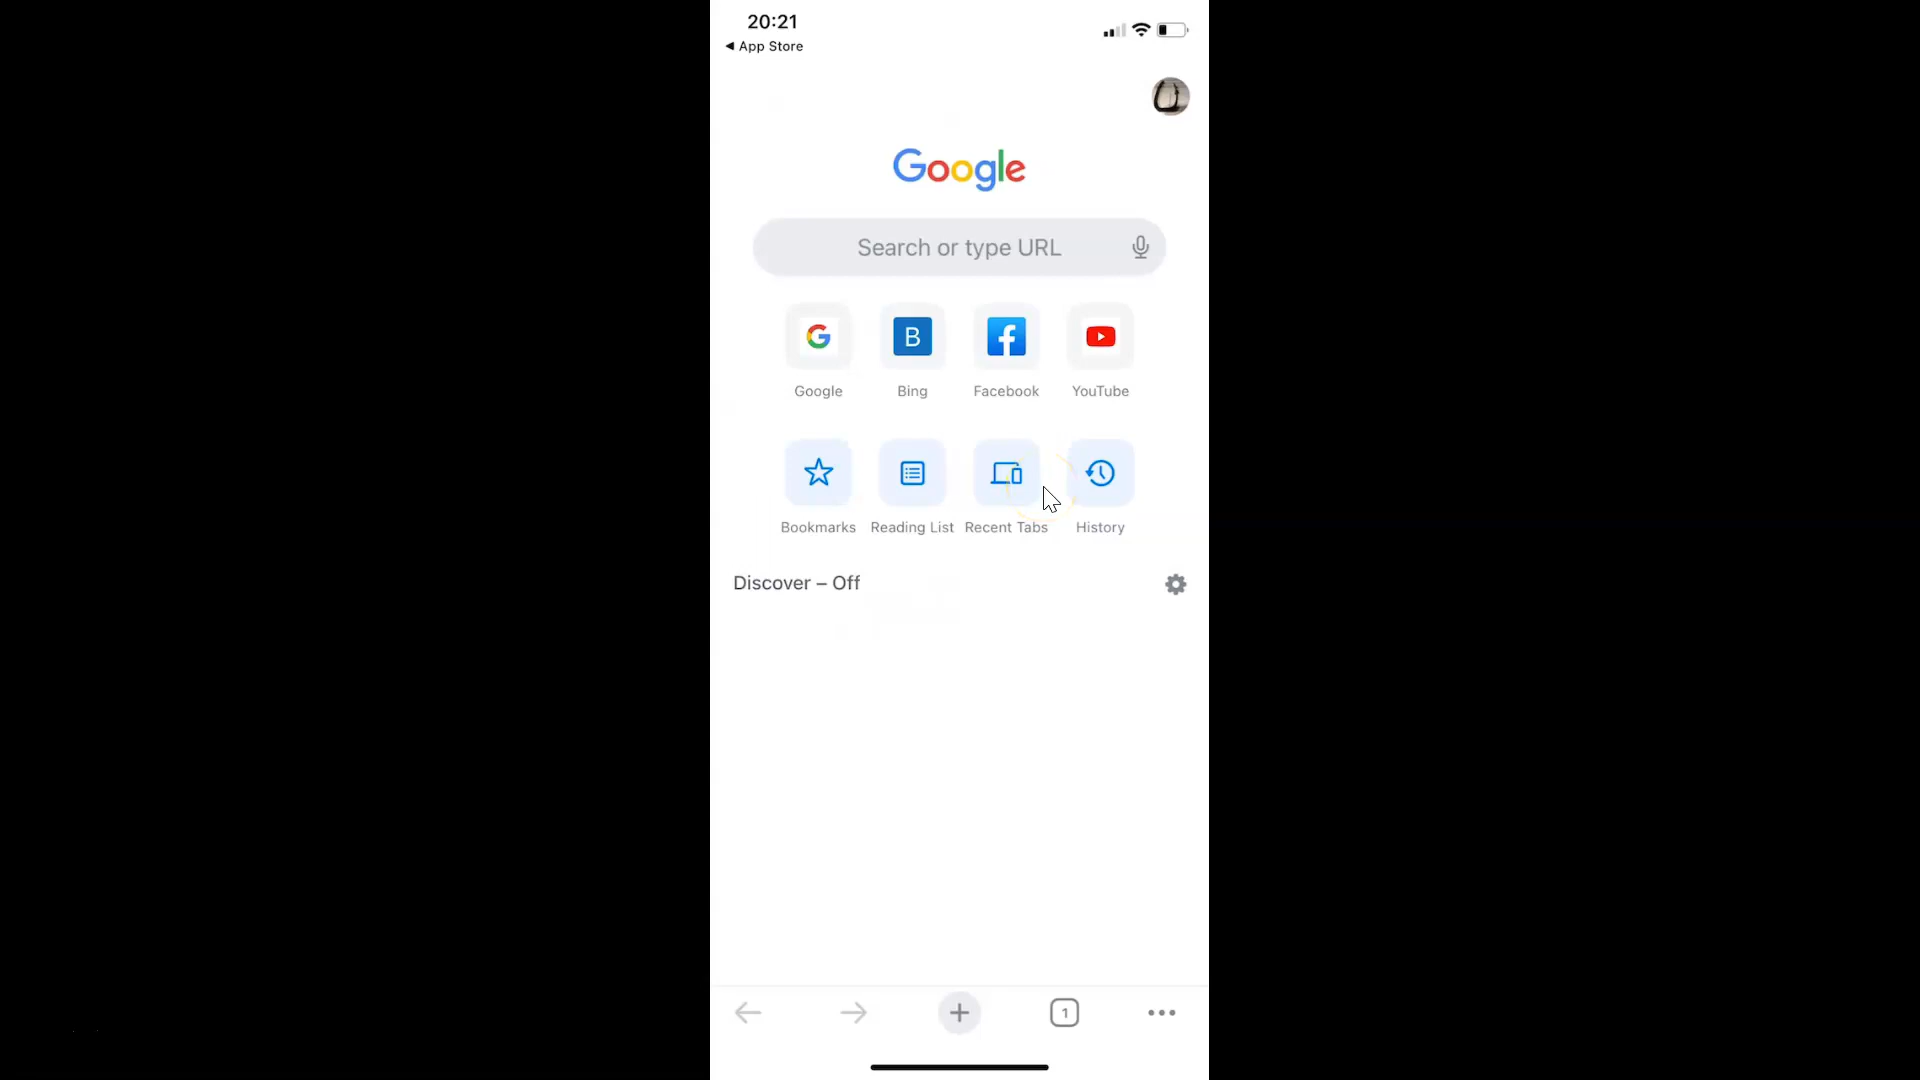 20:21
◀ App Store
Google
Search or type URL
B
Google Bing Facebook YouTube
Bookmarks Reading List Recent Tabs History
Discover – Off
1